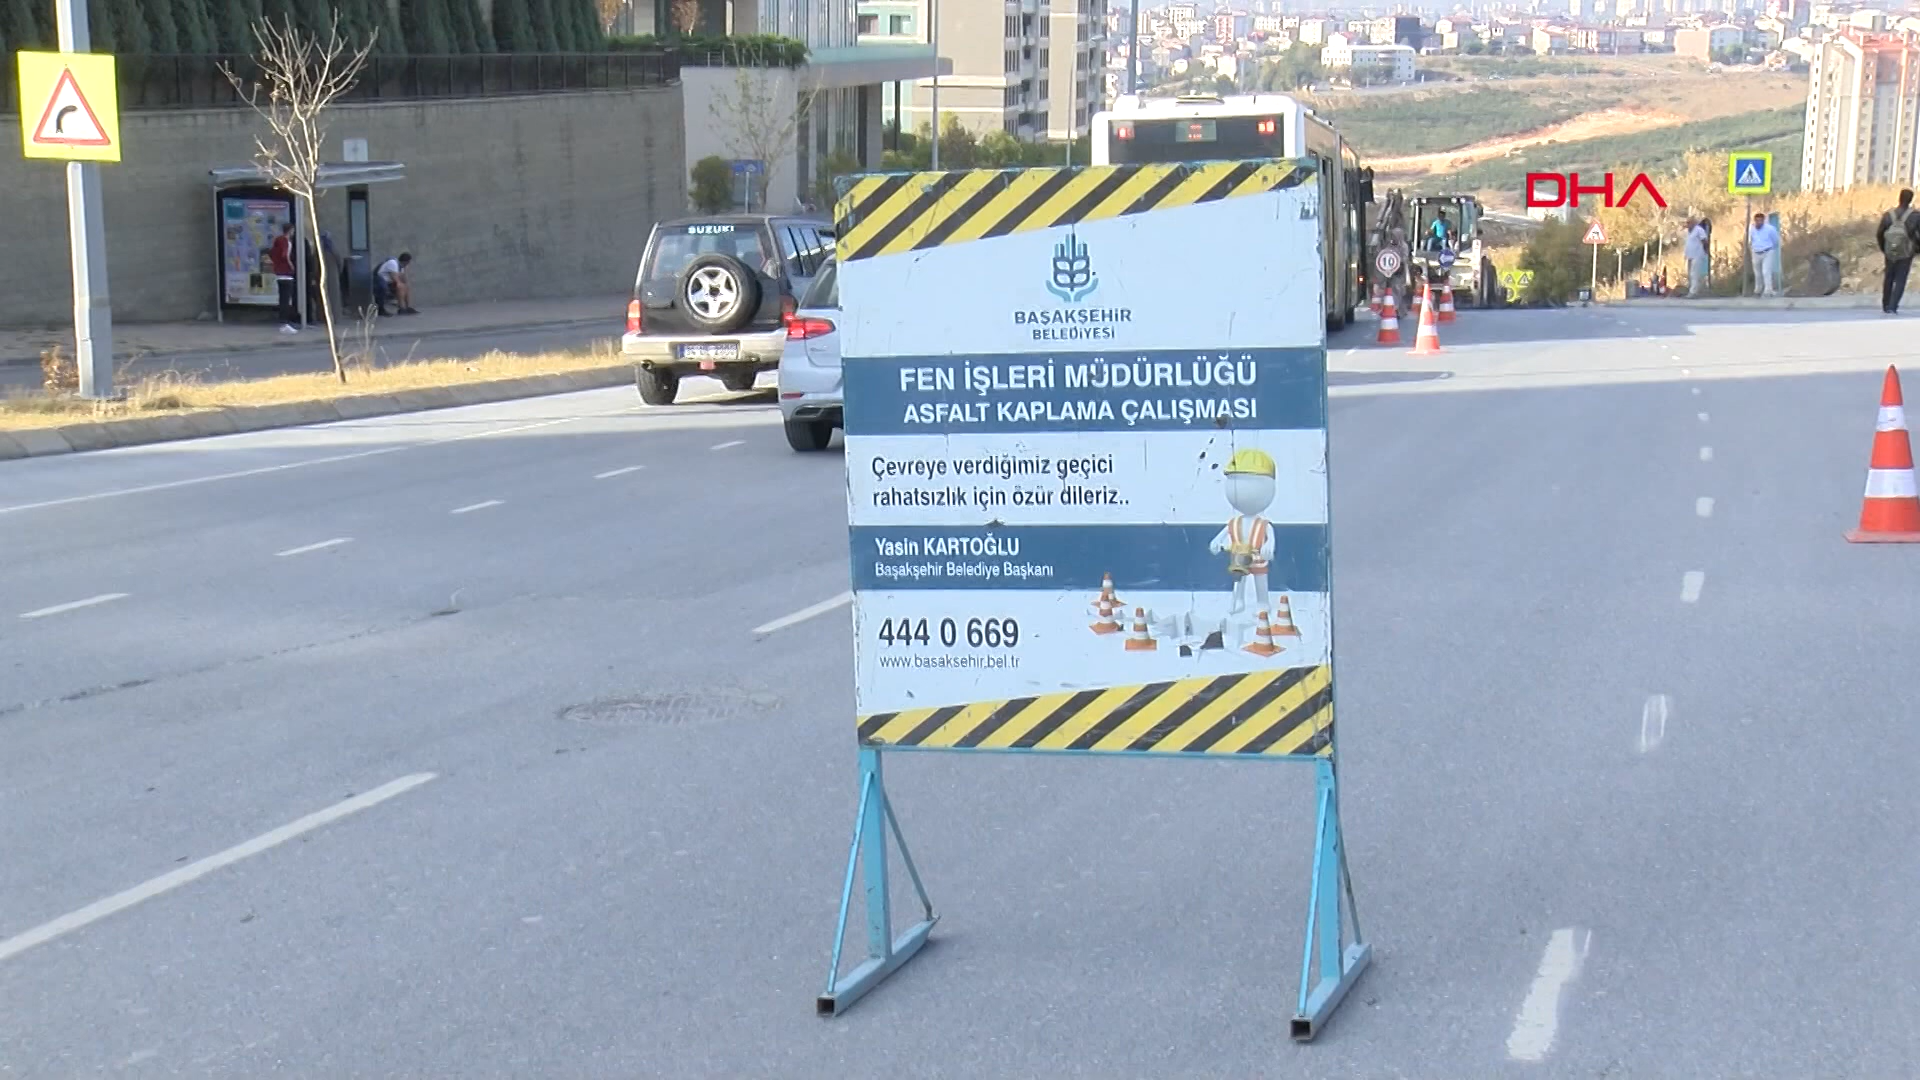 DHA
SUZUKI
10
BAŞAKŞEHİR
BELEDİYESİ
FEN İŞLERİ MÜDÜRLÜĞÜ
ASFALT KAPLAMA ÇALIŞMASI
Çevreye verdiğimiz geçici
rahatsızlık için özür dileriz..
Yasin KARTOĞLU
Başakşehir Belediye Başkanı
444 0 669
www.basaksehir.bel.tr